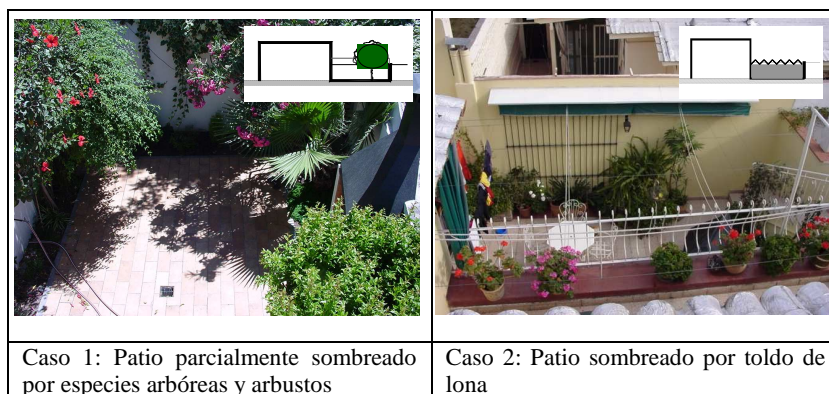 Caso 1: Patio parcialmente sombreado
por especies arbóreas y arbustos
Caso 2: Patio sombreado por toldo de
lona